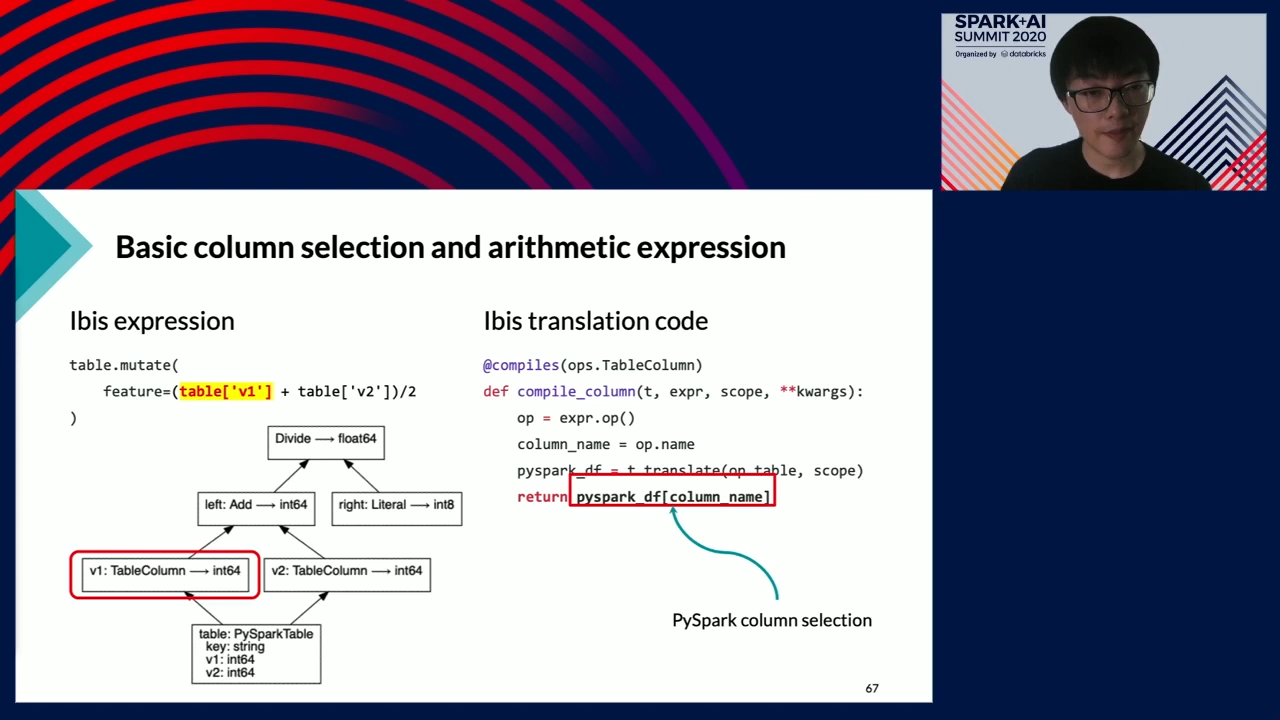 SPARK+AI
SUMMIT 2020
Organized by databricks
Basic column selection and arithmetic expression
Ibis expression
table.mutate(
feature=(table['v1'] + table['v2'])/2
)
Divide ⟶ float64
left: Add ⟶ int64
right: Literal ⟶ int8
v1: TableColumn ⟶ int64
v2: TableColumn ⟶ int64
table: PySparkTable
key: string
v1: int64
v2: int64
Ibis translation code
@compiles(ops.TableColumn)
def compile_column(t, expr, scope, **kwargs):
op = expr.op()
column_name = op.name
pyspark_df = t.translate(op.table, scope)
return pyspark_df[column_name]
PySpark column selection
67